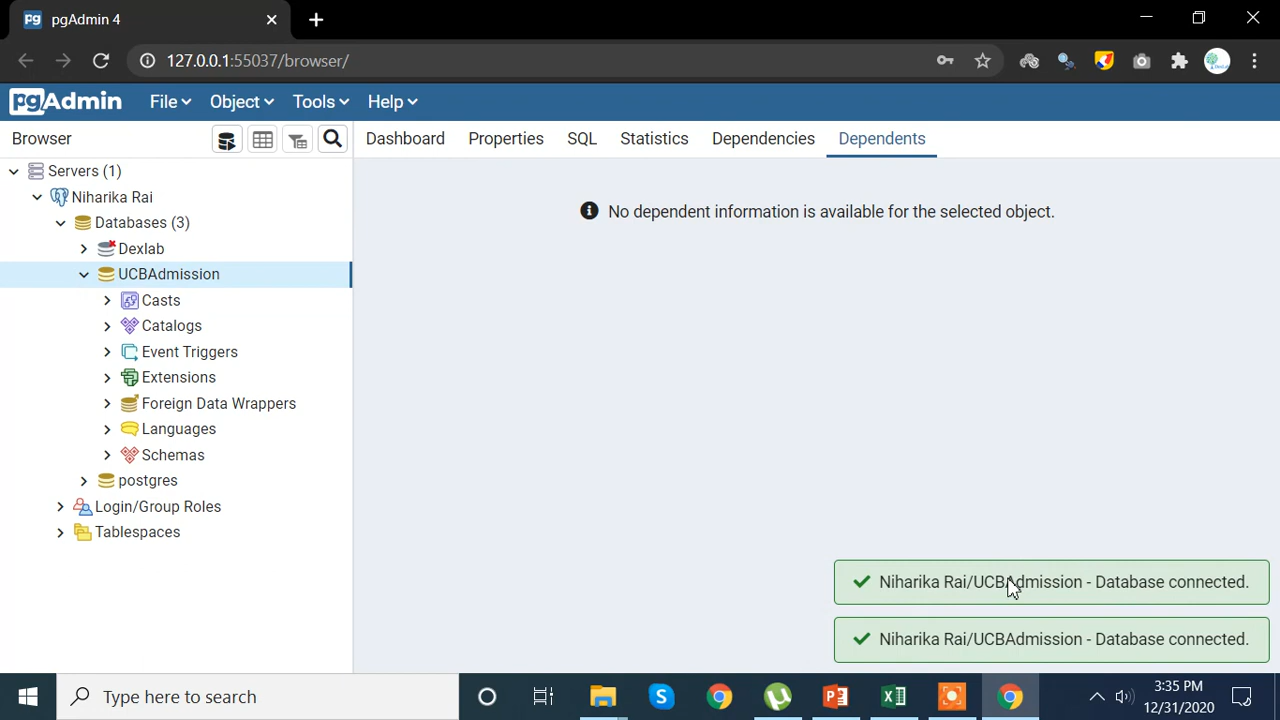 pgAdmin 4
127.0.0.1:55037/browser/
pgAdmin File Object Tools Help
Browser
Dashboard Properties SQL Statistics Dependencies Dependents
Servers (1)
Niharika Rai
Databases (3)
Dexlab
UCBAdmission
Casts
Catalogs
Event Triggers
Extensions
Foreign Data Wrappers
Languages
Schemas
postgres
Login/Group Roles
Tablespaces
No dependent information is available for the selected object.
Niharika Rai/UCBAdmission - Database connected.
Niharika Rai/UCBAdmission - Database connected.
Type here to search
3:35 PM
12/31/2020